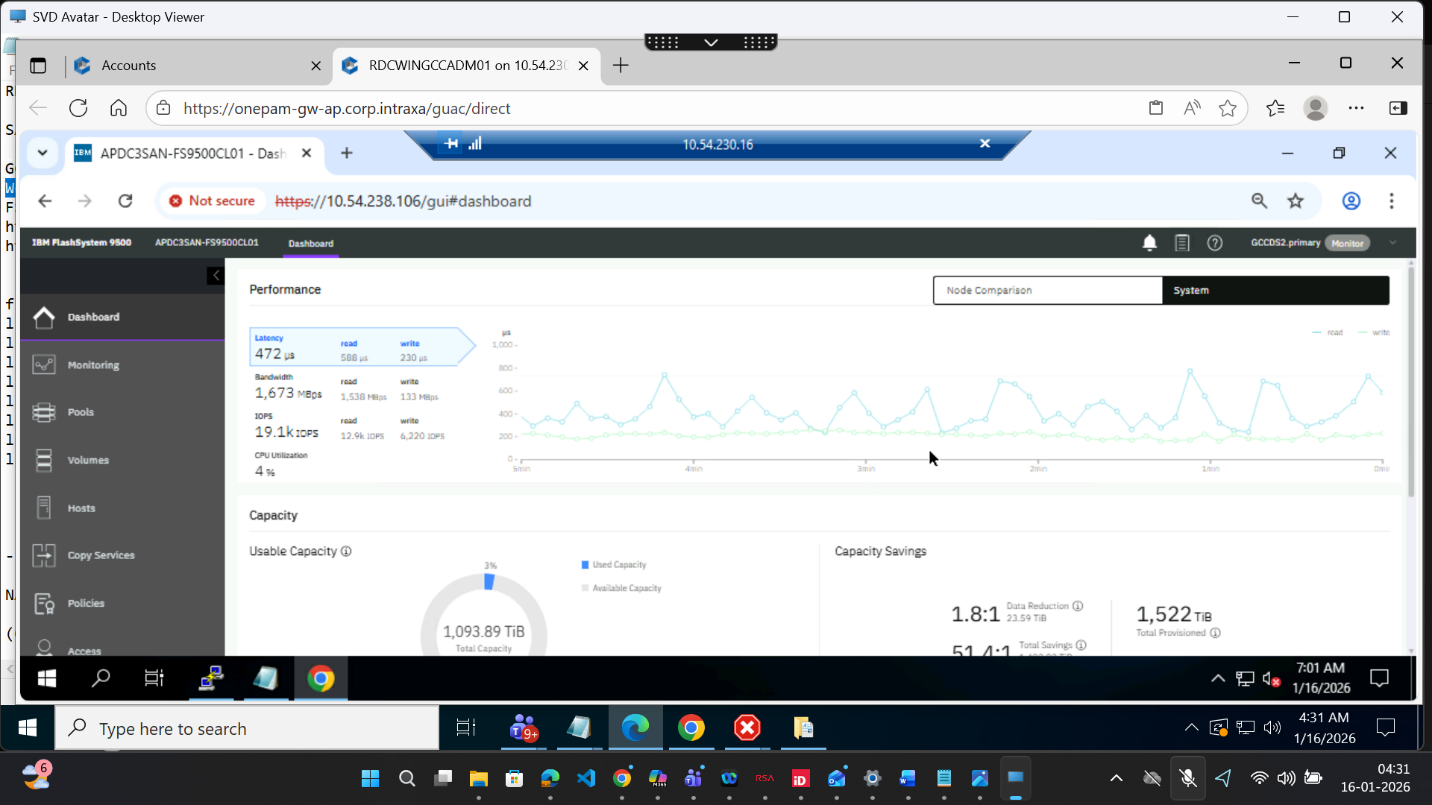 SVD Avatar - Desktop Viewer
Accounts
RDCWINGCCADM01 on 10.54.230
https://onepam-gw-ap.corp.intraxa/guac/direct
APDC3SAN-FS9500CL01 - Dash
10.54.230.16
Not secure
https://10.54.238.106/gui#dashboard
IBM FlashSystem 9500
APDC3SAN-FS9500CL01
Dashboard
GCCDS2.primary
Monitor
Dashboard
Monitoring
Pools
Volumes
Hosts
Copy Services
Policies
Access
Performance
Node Comparison
System
Latency read write
472 µs 588 µs 230 µs
Bandwidth read write
1,673 MBps 1,538 MBps 133 MBps
IOPS read write
19.1k IOPS 12.9k IOPS 6,220 IOPS
CPU Utilization
4 %
µs
read write
1,000
800
600
400
200
0
5min 4min 3min 2min 1min 0min
Capacity
Usable Capacity
3%
1,093.89 TiB
Total Capacity
Used Capacity
Available Capacity
Capacity Savings
1.8:1
Data Reduction
23.59 TiB
51.4:1
Total Savings
1,522 TiB
Total Provisioned
7:01 AM
1/16/2026
Type here to search
9+
4:31 AM
1/16/2026
6
RSA
iD
04:31
16-01-2026